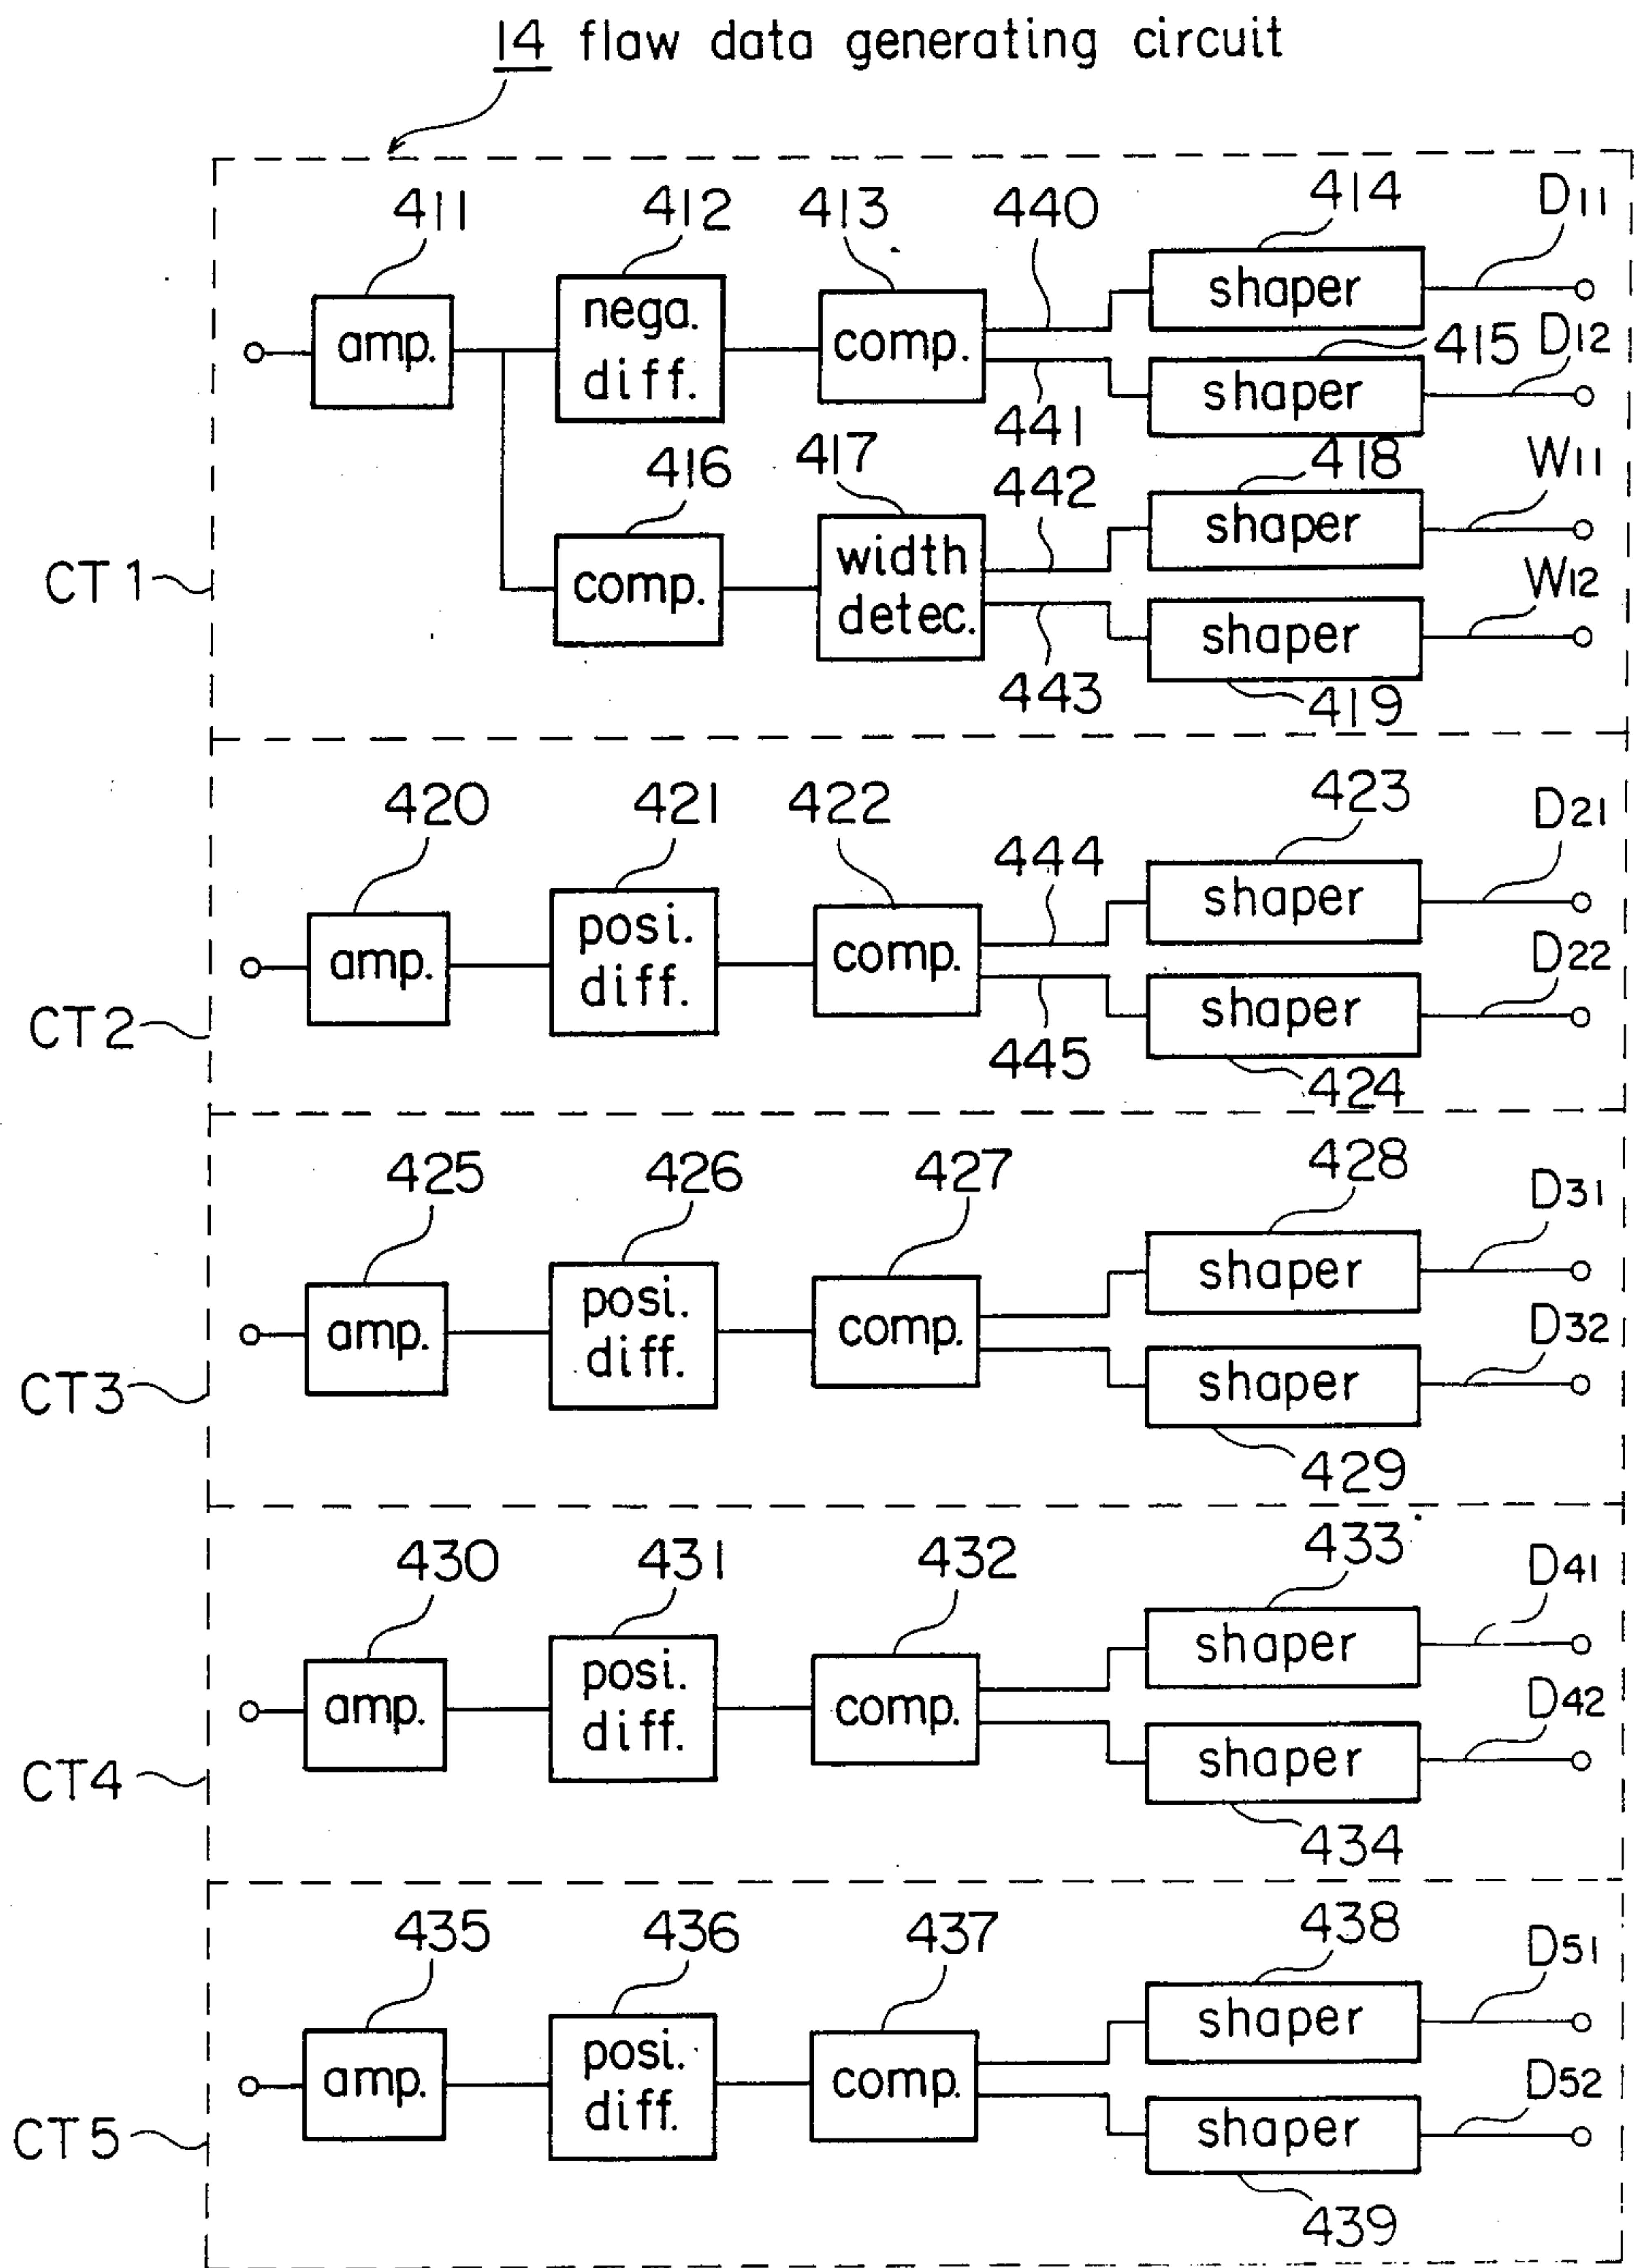 14 flaw data generating circuit
411 412 413 440 414 D11
amp. nega. diff. comp. shaper
441 415 D12
shaper
CT1 416 417 442 418 W11
comp. width detec. shaper
443 W12
shaper
419
420 421 422 444 423 D21
amp. posi. diff. comp. shaper
CT2 445 D22
shaper
424
425 426 427 428 D31
amp. posi. diff. comp. shaper
CT3 D32
shaper
429
430 431 432 433 D41
amp. posi. diff. comp. shaper
CT4 D42
shaper
434
435 436 437 438 D51
amp. posi. diff. comp. shaper
CT5 D52
shaper
439